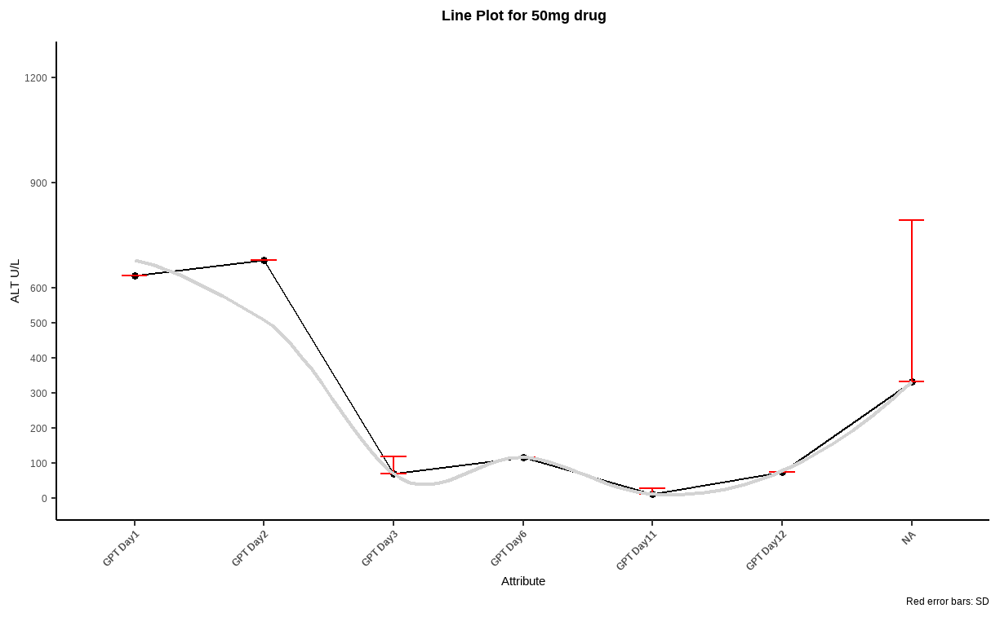 Line Plot for 50mg drug
1200
900
600
500
400
300
200
100
0
ALT U/L
GPT Day1
GPT Day2
GPT Day3
GPT Day6
GPT Day11
GPT Day12
NA
Attribute
Red error bars: SD